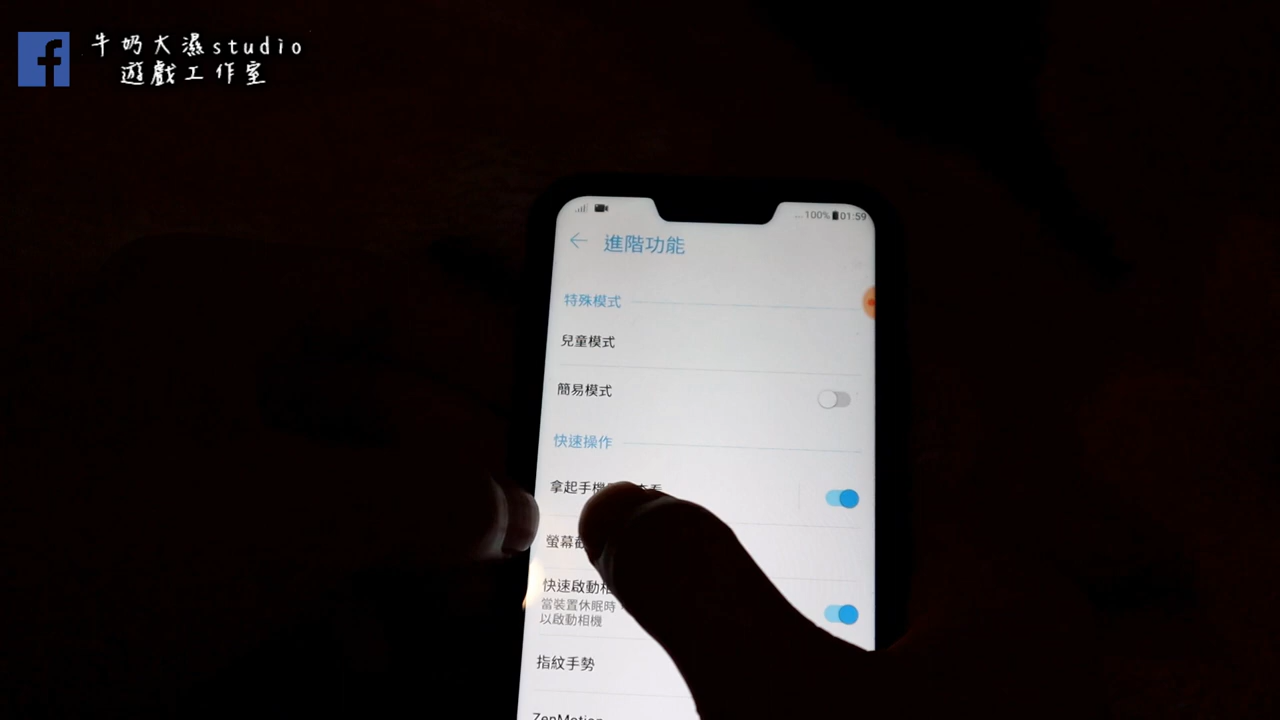 牛奶大濕studio
遊戲工作室
100% 01:59
進階功能
特殊模式
兒童模式
簡易模式
快速操作
拿起手機 查看
螢幕
快速啟動相
當裝置休眠時，
以啟動相機
指紋手勢
ZenMotion